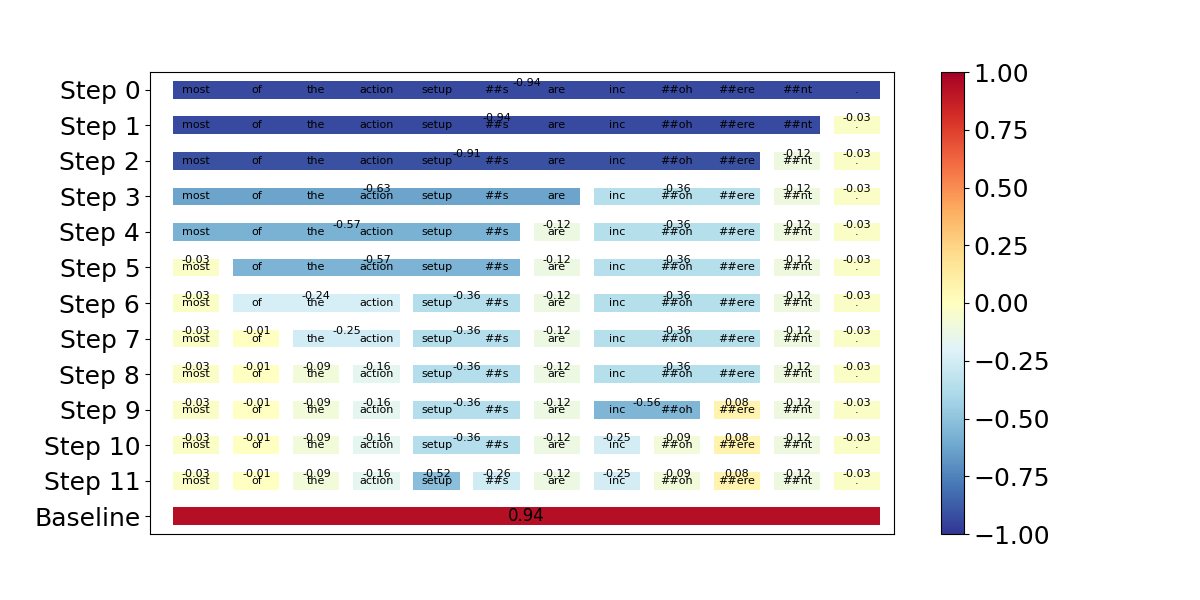 Step 0 most of the action setup ##s are inc ##oh ##ere ##nt .
-0.94
Step 1 most of the action setup ##s are inc ##oh ##ere ##nt .
-0.94 -0.03
Step 2 most of the action setup ##s are inc ##oh ##ere ##nt .
-0.91 -0.12 -0.03
Step 3 most of the action setup ##s are inc ##oh ##ere ##nt .
-0.63 -0.36 -0.12 -0.03
Step 4 most of the action setup ##s are inc ##oh ##ere ##nt .
-0.57 -0.12 -0.36 -0.12 -0.03
Step 5 most of the action setup ##s are inc ##oh ##ere ##nt .
-0.03 -0.57 -0.12 -0.36 -0.12 -0.03
Step 6 most of the action setup ##s are inc ##oh ##ere ##nt .
-0.03 -0.24 -0.36 -0.12 -0.36 -0.12 -0.03
Step 7 most of the action setup ##s are inc ##oh ##ere ##nt .
-0.03 -0.01 -0.25 -0.36 -0.12 -0.36 -0.12 -0.03
Step 8 most of the action setup ##s are inc ##oh ##ere ##nt .
-0.03 -0.01 -0.09 -0.16 -0.36 -0.12 -0.36 -0.12 -0.03
Step 9 most of the action setup ##s are inc ##oh ##ere ##nt .
-0.03 -0.01 -0.09 -0.16 -0.36 -0.12 -0.56 0.08 -0.12 -0.03
Step 10 most of the action setup ##s are inc ##oh ##ere ##nt .
-0.03 -0.01 -0.09 -0.16 -0.36 -0.12 -0.25 -0.09 0.08 -0.12 -0.03
Step 11 most of the action setup ##s are inc ##oh ##ere ##nt .
-0.03 -0.01 -0.09 -0.16 -0.52 -0.26 -0.12 -0.25 -0.09 0.08 -0.12 -0.03
Baseline 0.94
1.00
0.75
0.50
0.25
0.00
−0.25
−0.50
−0.75
−1.00